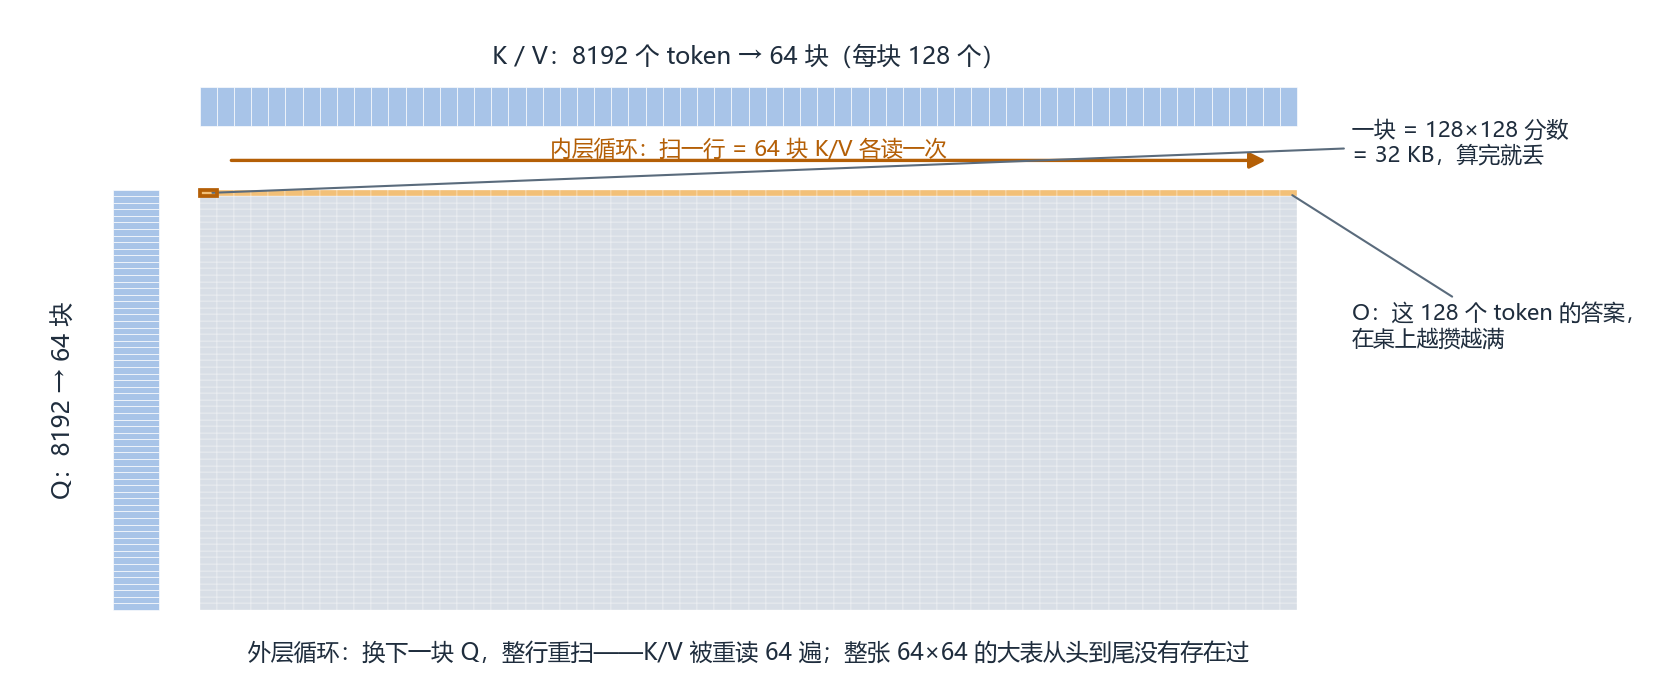 K / V：8192 个 token → 64 块（每块 128 个）
内层循环：扫一行 = 64 块 K/V 各读一次
一块 = 128×128 分数
= 32 KB，算完就丢
Q：8192 → 64 块
O：这 128 个 token 的答案，
在桌上越攒越满
外层循环：换下一块 Q，整行重扫——K/V 被重读 64 遍；整张 64×64 的大表从头到尾没有存在过